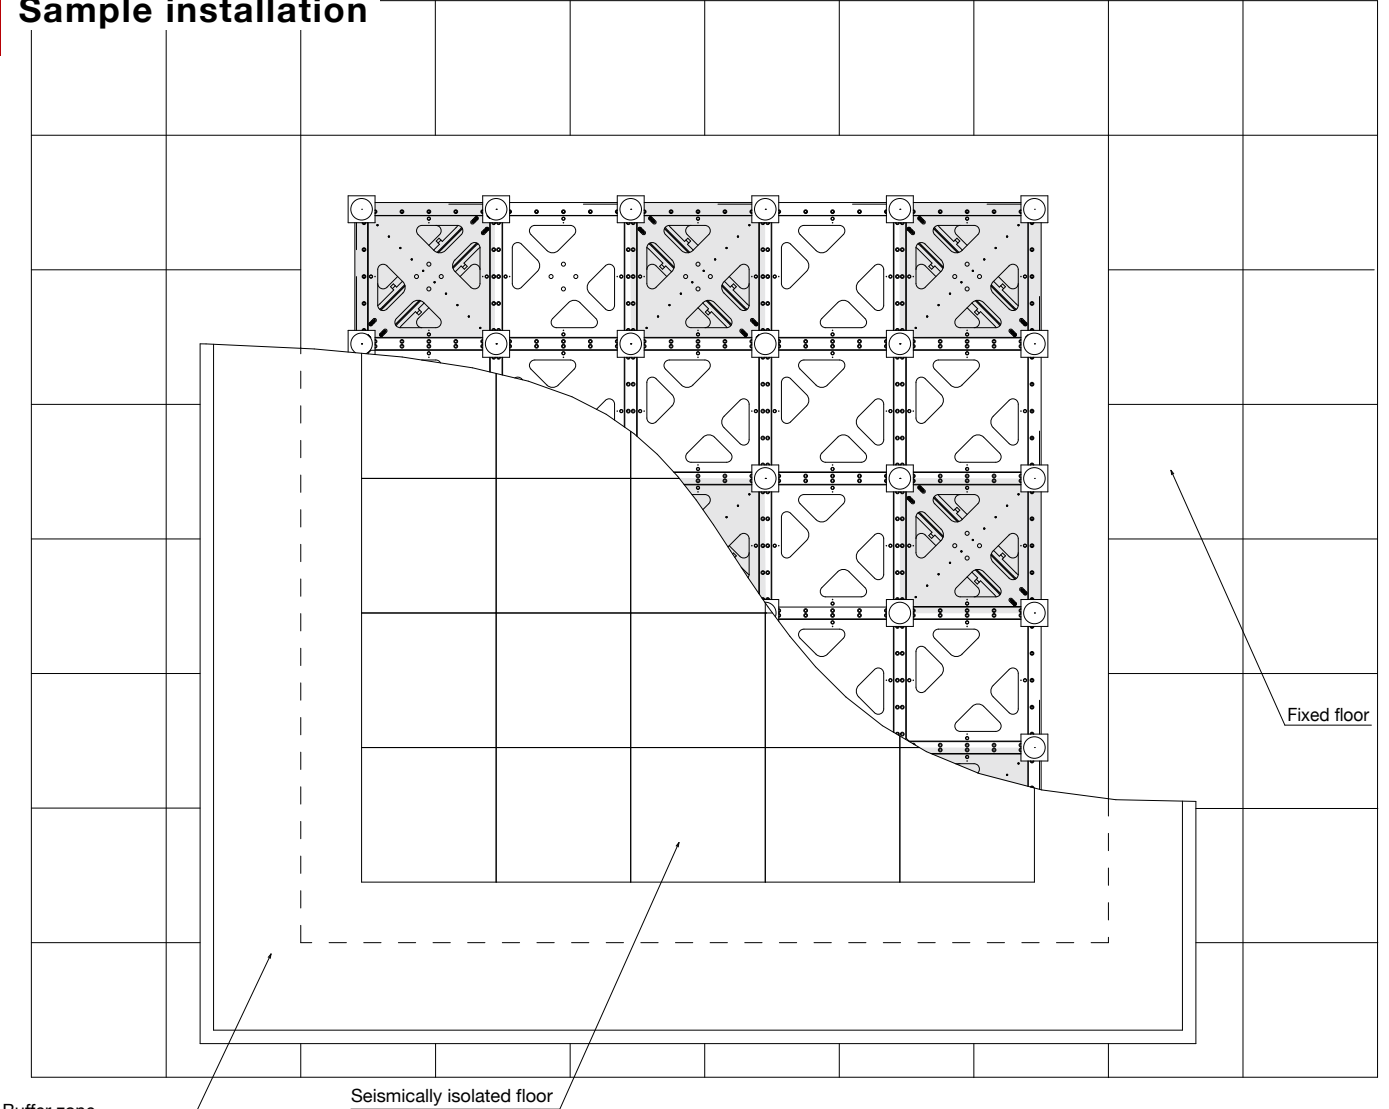 Sample installation
Fixed floor
Seismically isolated floor
Buffer zone